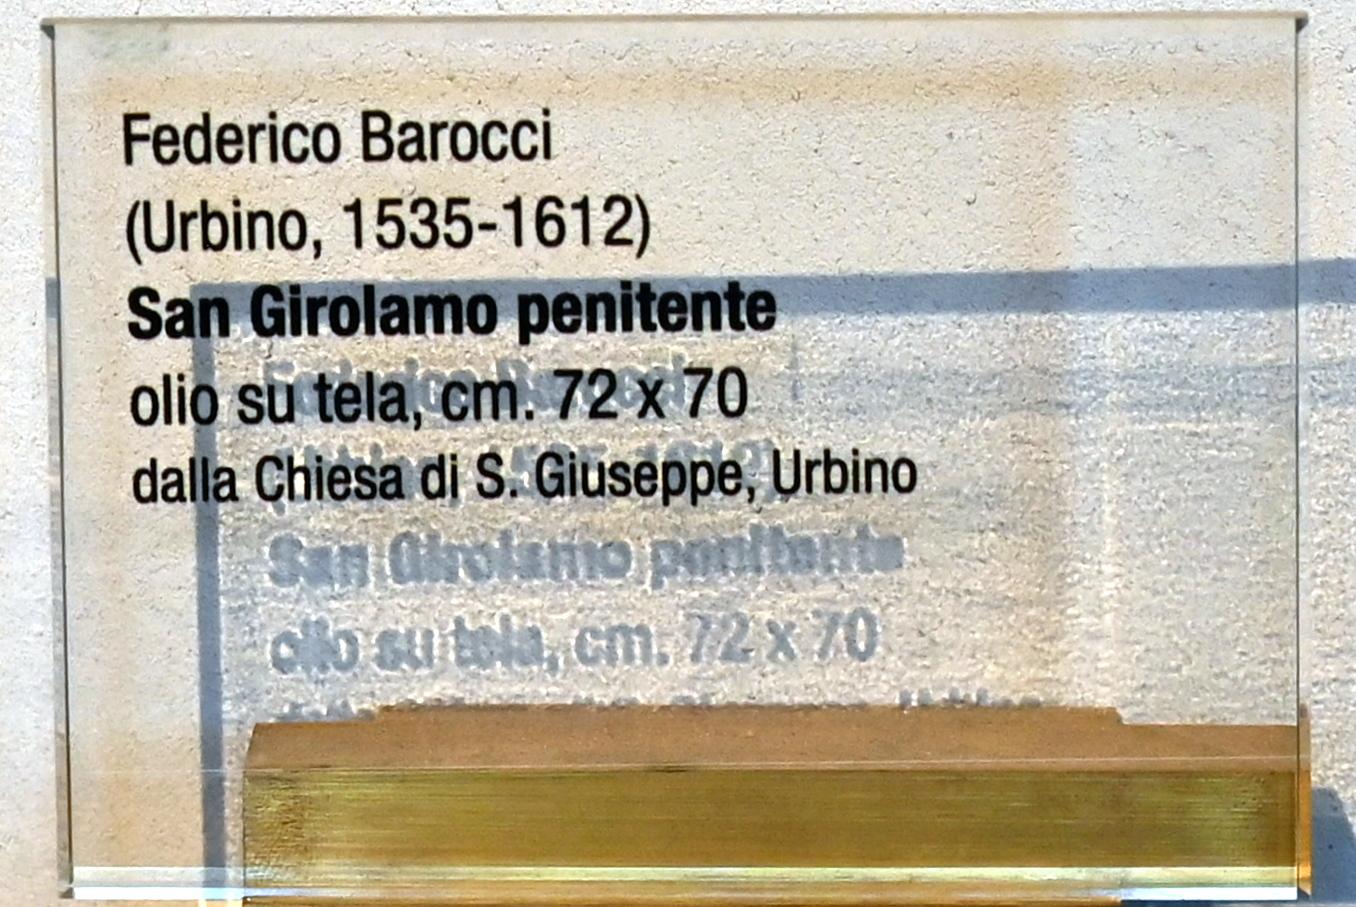 Federico Barocci
(Urbino, 1535-1612)
San Girolamo penitente
olio su tela, cm. 72 x 70
dalla Chiesa di S. Giuseppe, Urbino